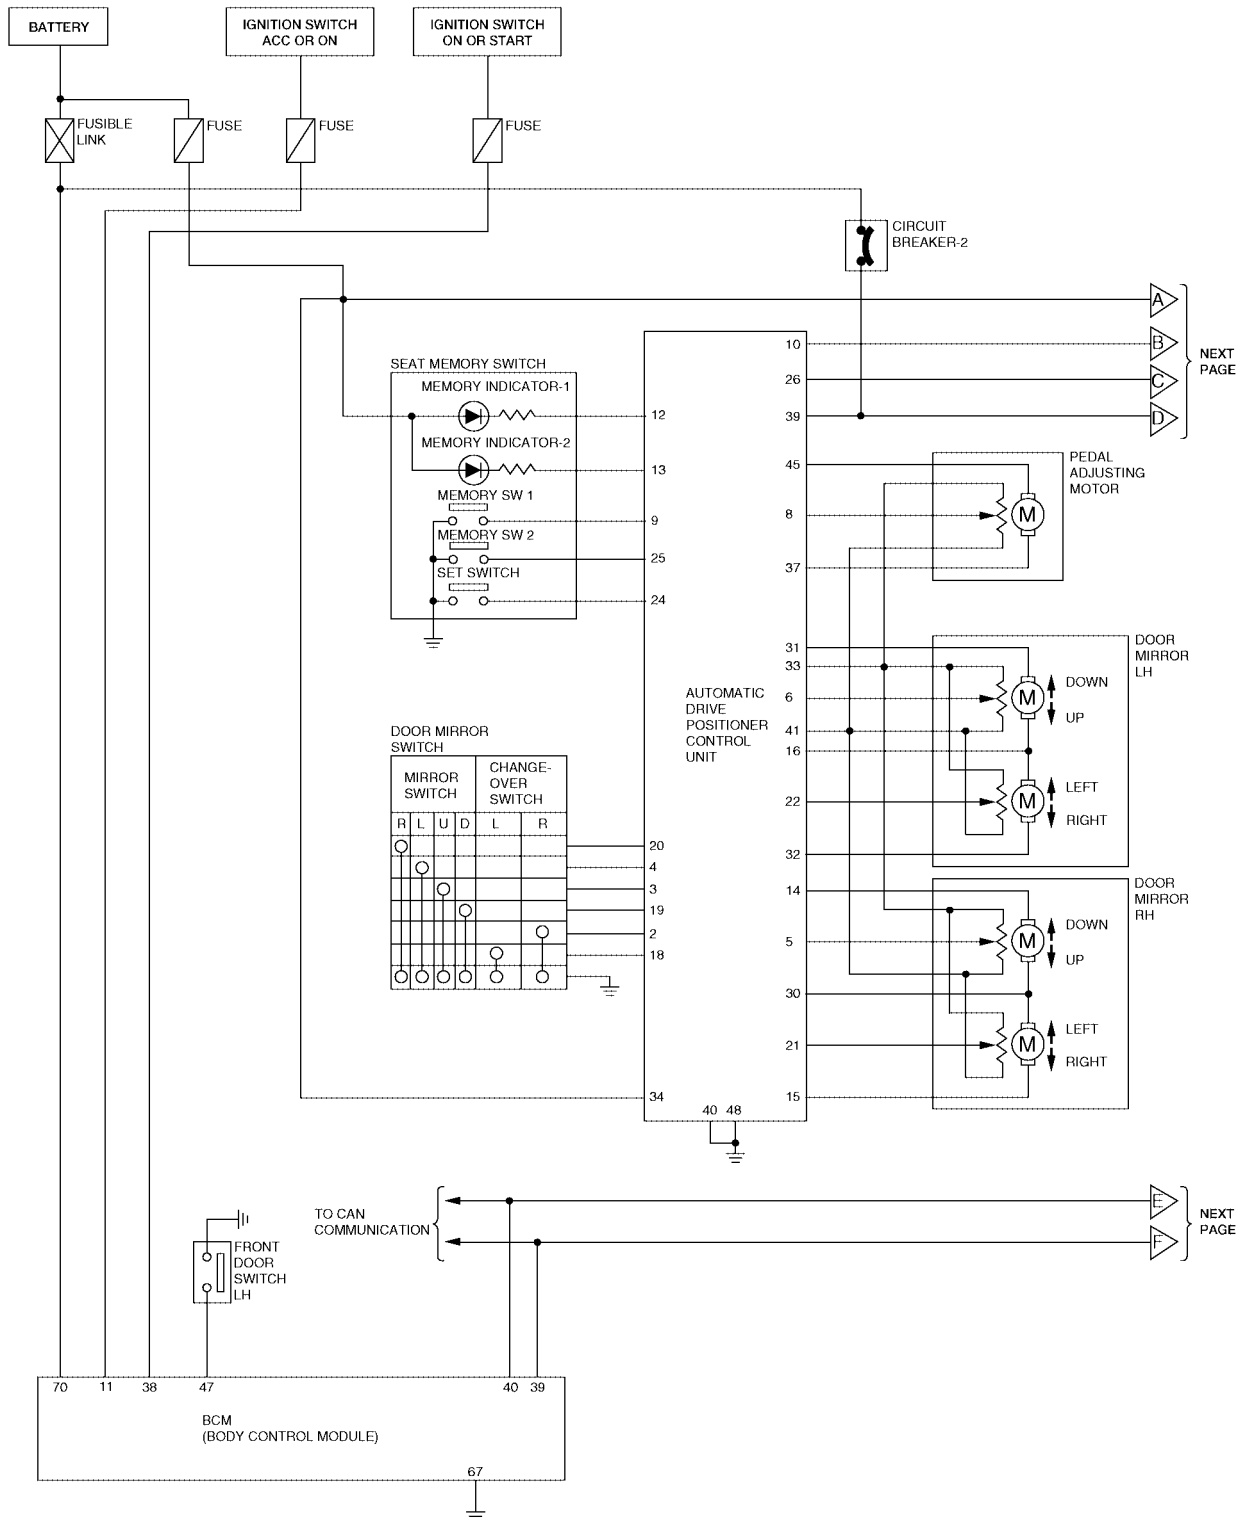 BATTERY
IGNITION SWITCH
ACC OR ON
IGNITION SWITCH
ON OR START
FUSIBLE
LINK
FUSE
FUSE
FUSE
CIRCUIT
BREAKER-2
A
B
C
D
NEXT
PAGE
SEAT MEMORY SWITCH
MEMORY INDICATOR-1
MEMORY INDICATOR-2
MEMORY SW 1
MEMORY SW 2
SET SWITCH
12
13
9
25
24
10
26
39
45
8
37
31
33
6
41
16
22
32
14
5
30
21
15
AUTOMATIC
DRIVE
POSITIONER
CONTROL
UNIT
PEDAL
ADJUSTING
MOTOR
M
DOOR
MIRROR
LH
M
DOWN
UP
M
LEFT
RIGHT
DOOR
MIRROR
RH
M
DOWN
UP
M
LEFT
RIGHT
DOOR MIRROR
SWITCH
MIRROR
SWITCH
CHANGE-
OVER
SWITCH
R L U D L R
20
4
3
19
2
18
34
40 48
TO CAN
COMMUNICATION
E
F
NEXT
PAGE
FRONT
DOOR
SWITCH
LH
70 11 38 47 40 39
BCM
(BODY CONTROL MODULE)
67